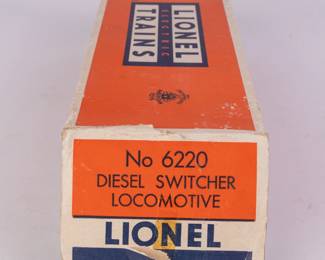 LIONEL
ELECTRIC
TRAINS
No 6220
DIESEL SWITCHER
LOCOMOTIVE
LIONEL